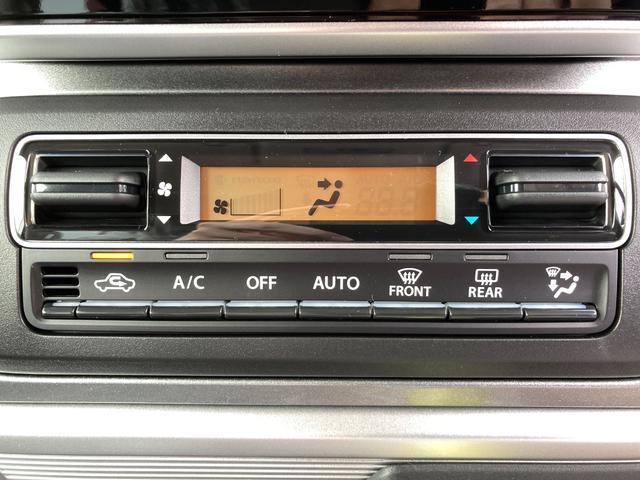 A/C OFF AUTO FRONT REAR